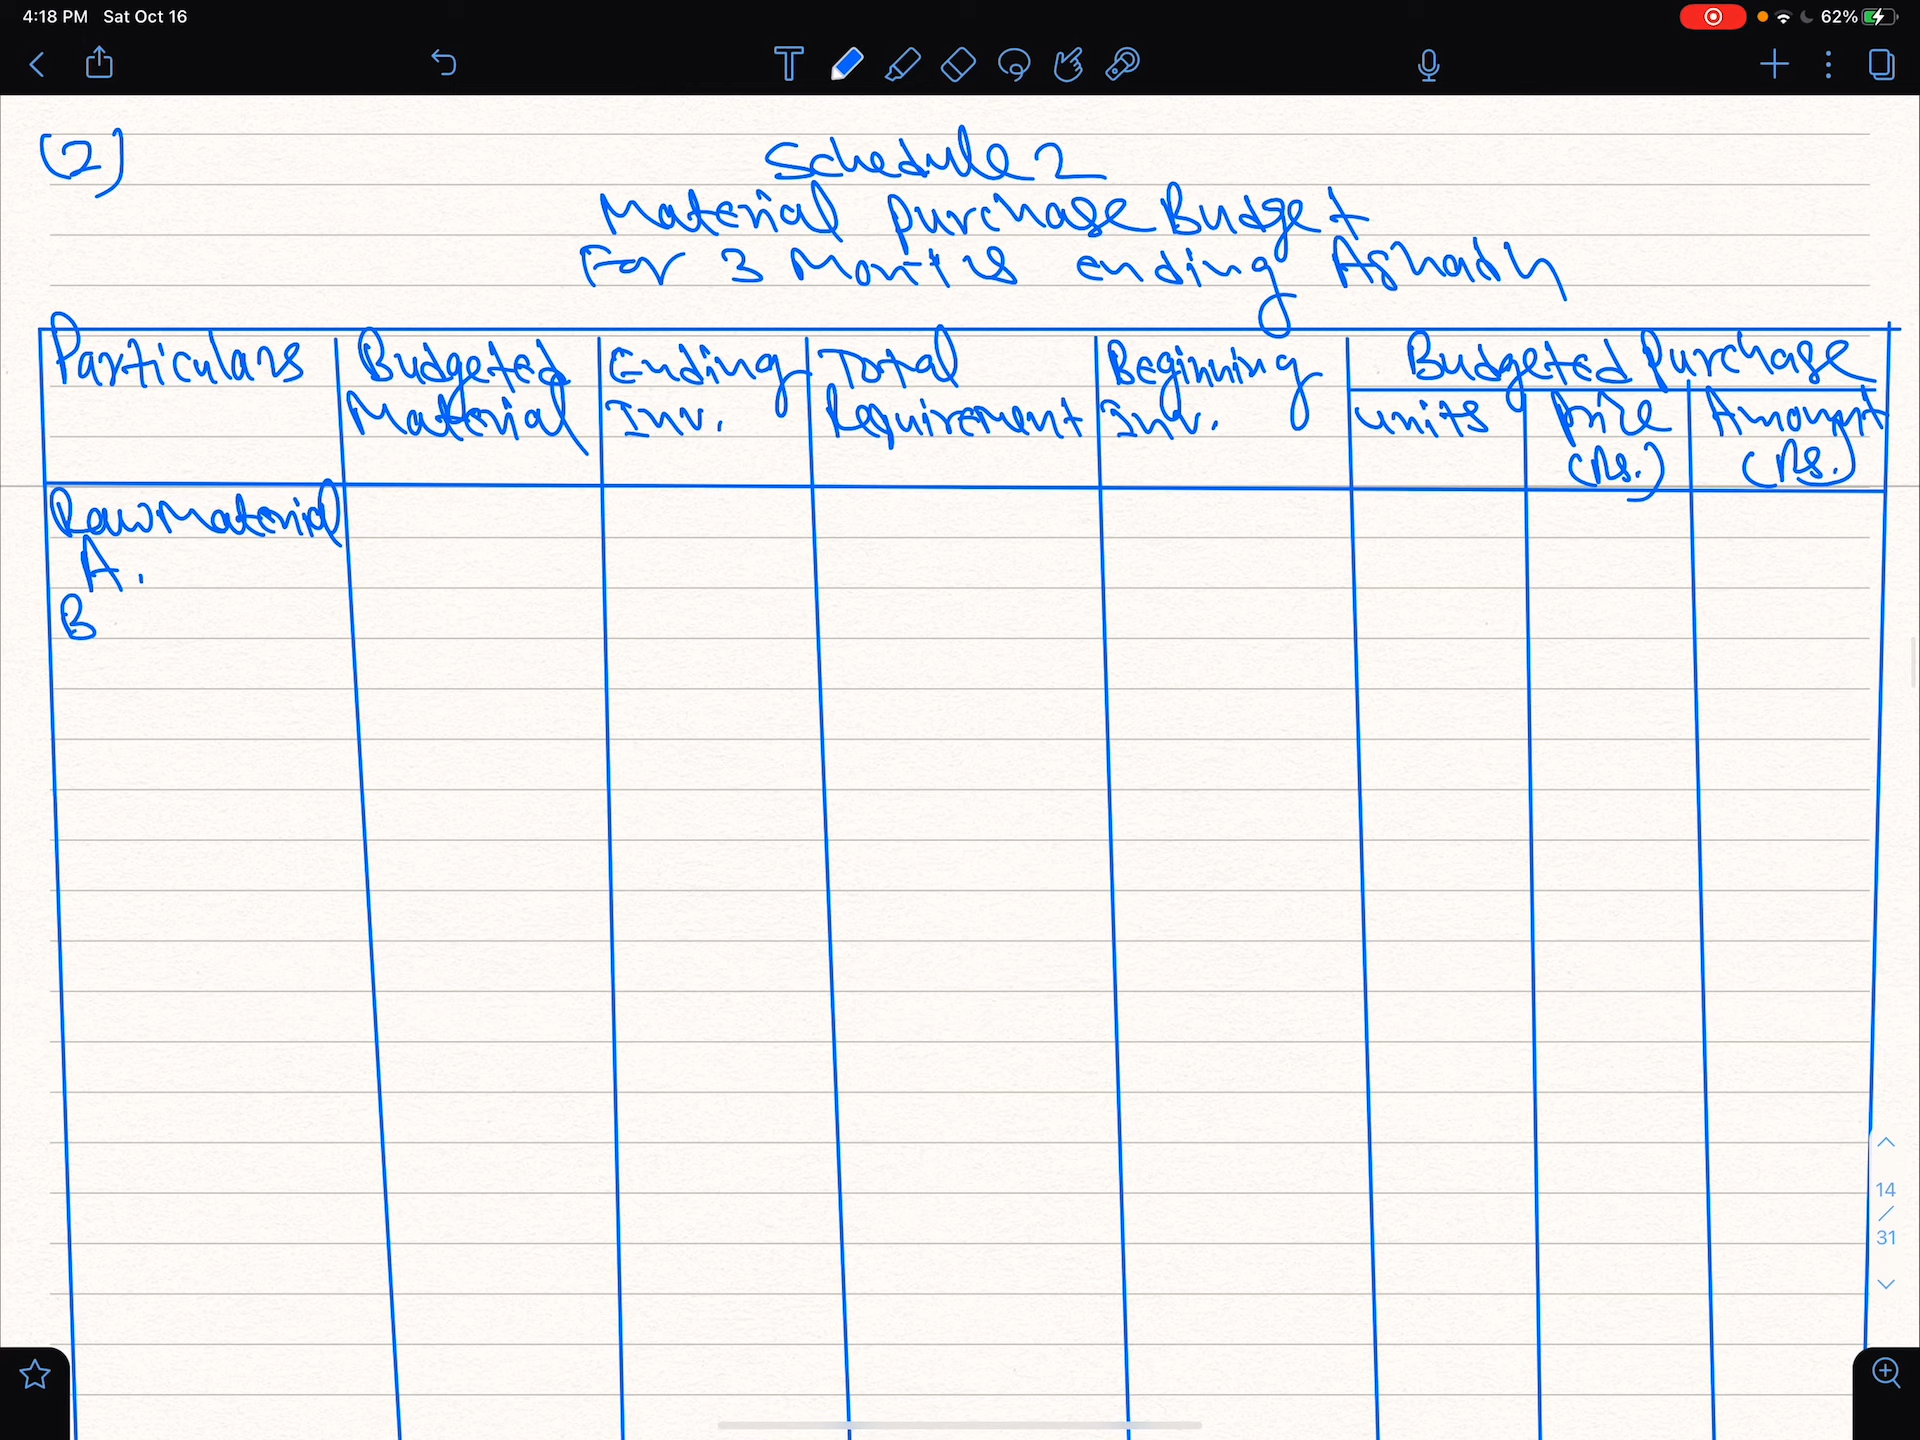 4:18 PM Sat Oct 16
62%
(2)
Schedule 2
Material purchase Budget
For 3 Months ending Ashadh
Particulars
Budgeted
Material
Ending
Inv.
Total
Requirement
Beginning
Inv.
Budgeted purchase
units
price
(Rs.)
Amount
(Rs.)
Raw Material
A.
B
14
/
31